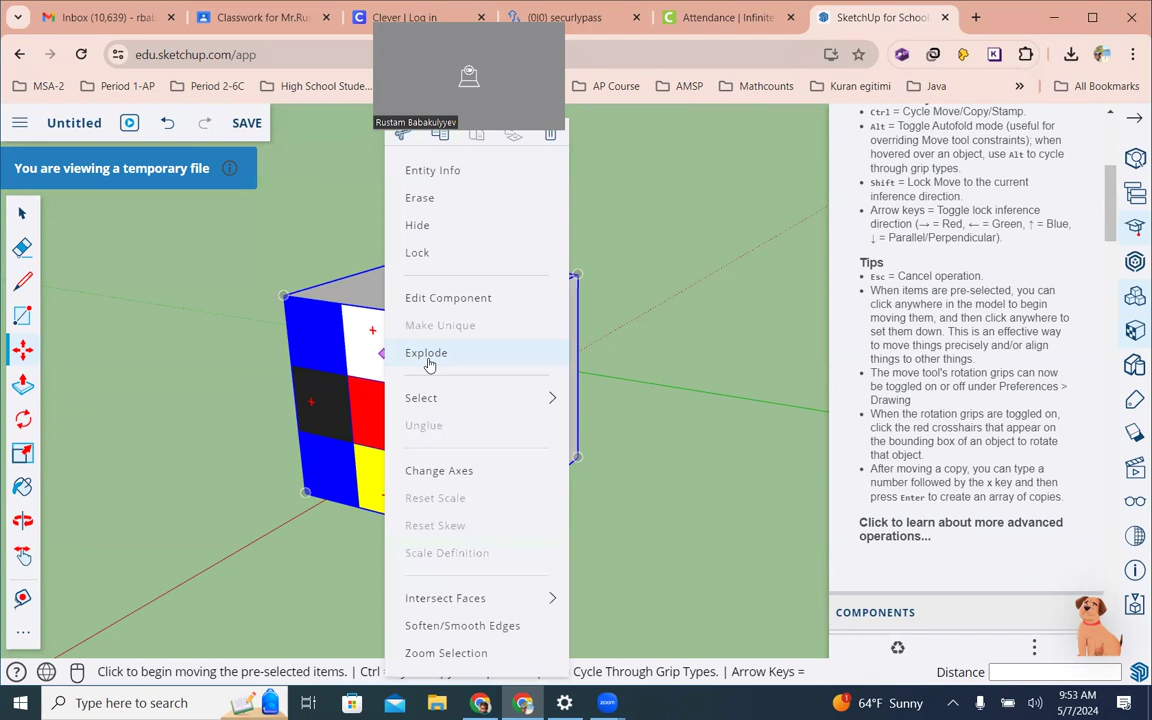 Inbox (10,639) - rbab
Classwork for Mr.Rus
Clever | Log in
(0|0) securlypass
Attendance | Infinite
SketchUp for School
edu.sketchup.com/app
MSA-2
Period 1-AP
Period 2-6C
High School Stude...
AP Course
AMSP
Mathcounts
Kuran egitimi
Java
»
All Bookmarks
Rustam Babakulyyev
Untitled
SAVE
You are viewing a temporary file
Entity Info
Erase
Hide
Lock
Edit Component
Make Unique
Explode
Select
Unglue
Change Axes
Reset Scale
Reset Skew
Scale Definition
Intersect Faces
Soften/Smooth Edges
Zoom Selection
Ctrl = Cycle Move/Copy/Stamp.
Alt = Toggle Autofold mode (useful for
overriding Move tool constraints); when
hovered over an object, use Alt to cycle
through grip types.
Shift = Lock Move to the current
inference direction.
Arrow keys = Toggle lock inference
direction (→ = Red, ← = Green, ↑ = Blue,
↓ = Parallel/Perpendicular).
Tips
Esc = Cancel operation.
When items are pre-selected, you can
click anywhere in the model to begin
moving them, and then click anywhere to
set them down. This is an effective way
to move things precisely and/or align
things to other things.
The move tool's rotation grips can now
be toggled on or off under Preferences >
Drawing
When the rotation grips are toggled on,
click the red crosshairs that appear on
the bounding box of an object to rotate
that object.
After moving a copy, you can type a
number followed by the x key and then
press Enter to create an array of copies.
Click to learn about more advanced
operations...
COMPONENTS
Click to begin moving the pre-selected items. | Ctrl = Cycle Through Grip Types. | Arrow Keys =
Distance
Type here to search
64°F Sunny
9:53 AM
5/7/2024